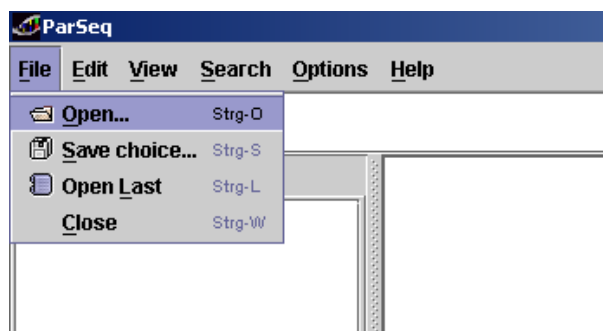 ParSeq
File Edit View Search Options Help
Open... Strg-O
Save choice... Strg-S
Open Last Strg-L
Close Strg-W